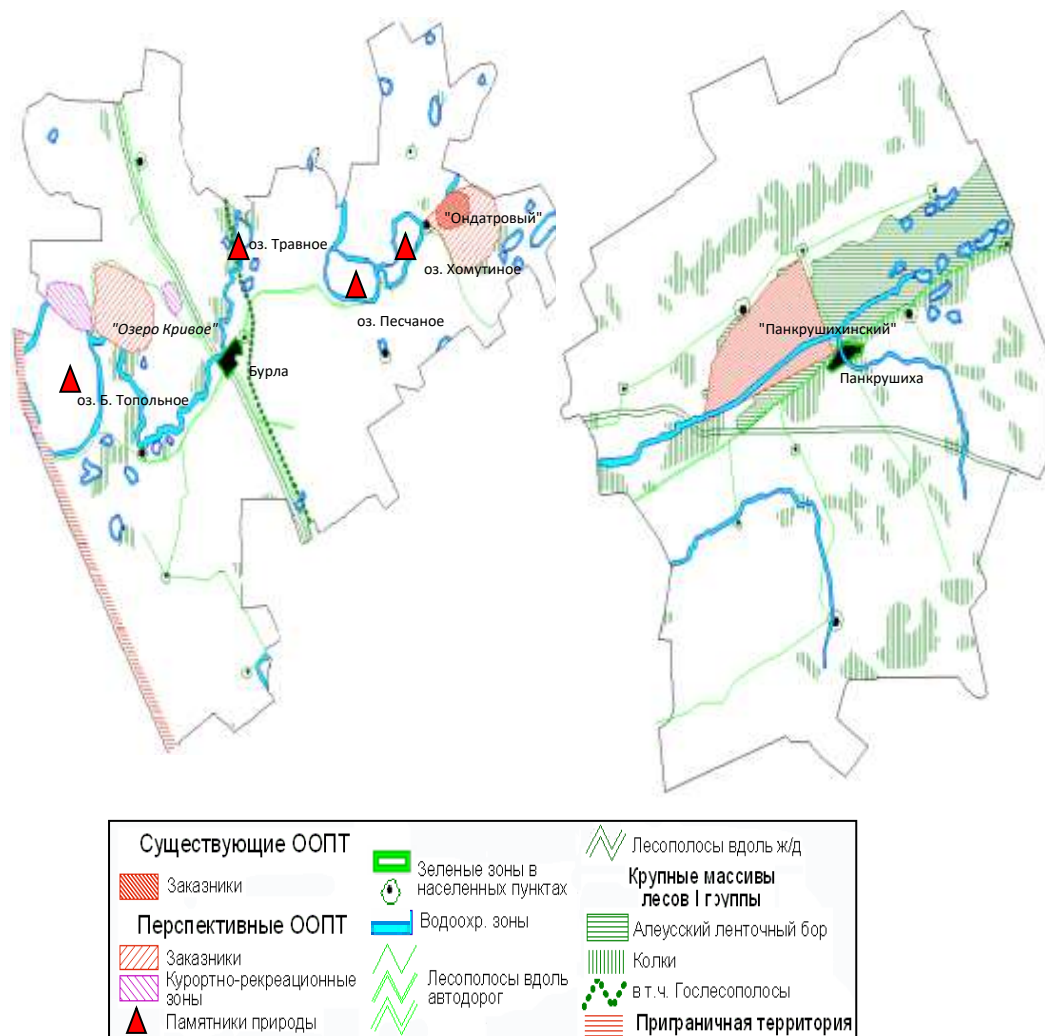 "Ондатровый"
оз. Травное
оз. Хомутиное
оз. Песчаное
"Озеро Кривое"
Бурла
оз. Б. Топольное
"Панкрушихинский"
Панкрушиха
Существующие ООПТ
Заказники
Перспективные ООПТ
Заказники
Курортно-рекреационные
зоны
Памятники природы
Зеленые зоны в
населенных пунктах
Водоохр. зоны
Лесополосы вдоль
автодорог
Лесополосы вдоль ж/д
Крупные массивы
лесов I группы
Алеусский ленточный бор
Колки
в т.ч. Гослесополосы
Приграничная территория